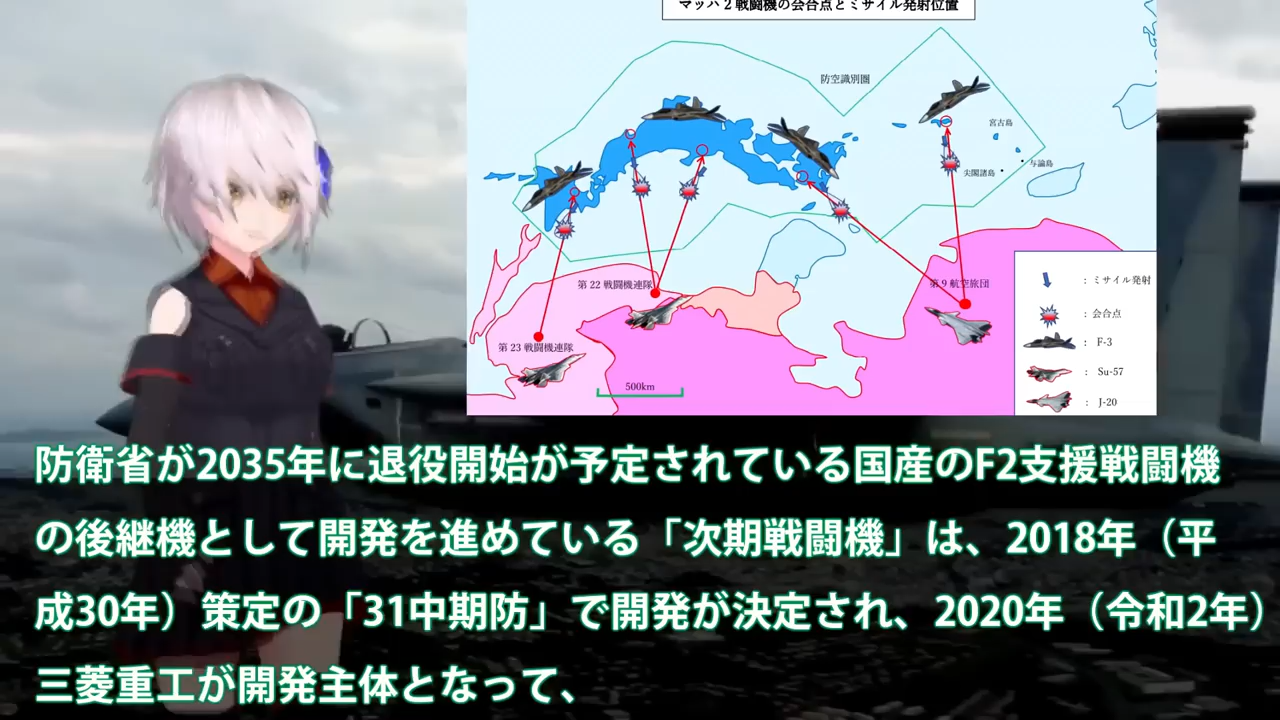 マッハ2戦闘機の会合点とミサイル発射位置
防空識別圏
宮古島
与論島
尖閣諸島
第22戦闘機連隊
第9航空旅団
第23戦闘機連隊
500km
：ミサイル発射
：会合点
： F-3
： Su-57
： J-20
防衛省が2035年に退役開始が予定されている国産のF2支援戦闘機
の後継機として開発を進めている「次期戦闘機」は、2018年（平
成30年）策定の「31中期防」で開発が決定され、2020年（令和2年）
三菱重工が開発主体となって、